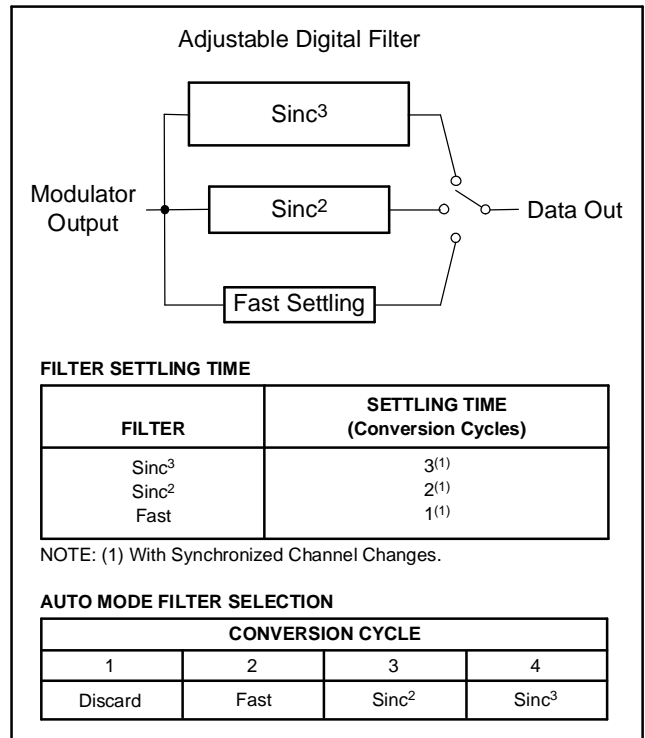 Adjustable Digital Filter
Sinc³
Modulator
Output
Sinc²
Data Out
Fast Settling
FILTER SETTLING TIME
FILTER
SETTLING TIME
(Conversion Cycles)
Sinc³ 3⁽¹⁾
Sinc² 2⁽¹⁾
Fast 1⁽¹⁾
NOTE: (1) With Synchronized Channel Changes.
AUTO MODE FILTER SELECTION
CONVERSION CYCLE
1 2 3 4
Discard Fast Sinc² Sinc³